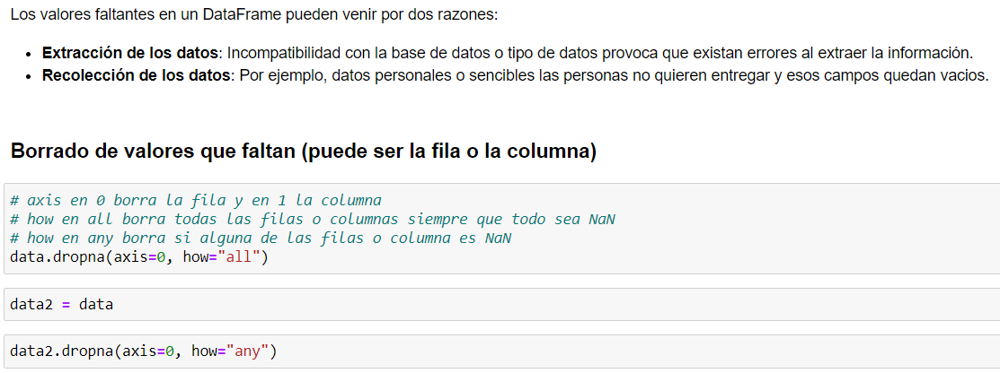 Los valores faltantes en un DataFrame pueden venir por dos razones:
• Extracción de los datos: Incompatibilidad con la base de datos o tipo de datos provoca que existan errores al extraer la información.
• Recolección de los datos: Por ejemplo, datos personales o sencibles las personas no quieren entregar y esos campos quedan vacios.
Borrado de valores que faltan (puede ser la fila o la columna)
# axis en 0 borra la fila y en 1 la columna
# how en all borra todas las filas o columnas siempre que todo sea NaN
# how en any borra si alguna de las filas o columna es NaN
data.dropna(axis=0, how="all")
data2 = data
data2.dropna(axis=0, how="any")